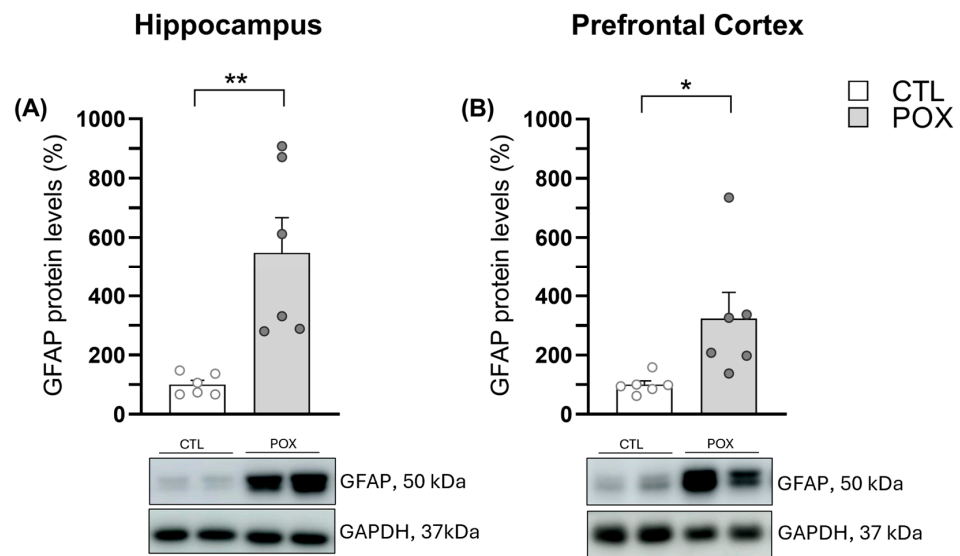 Hippocampus
Prefrontal Cortex
(A)
**
GFAP protein levels (%)
1000
800
600
400
200
0
CTL POX
GFAP, 50 kDa
GAPDH, 37kDa
(B)
*
GFAP protein levels (%)
1000
800
600
400
200
0
CTL POX
GFAP, 50 kDa
GAPDH, 37 kDa
CTL
POX